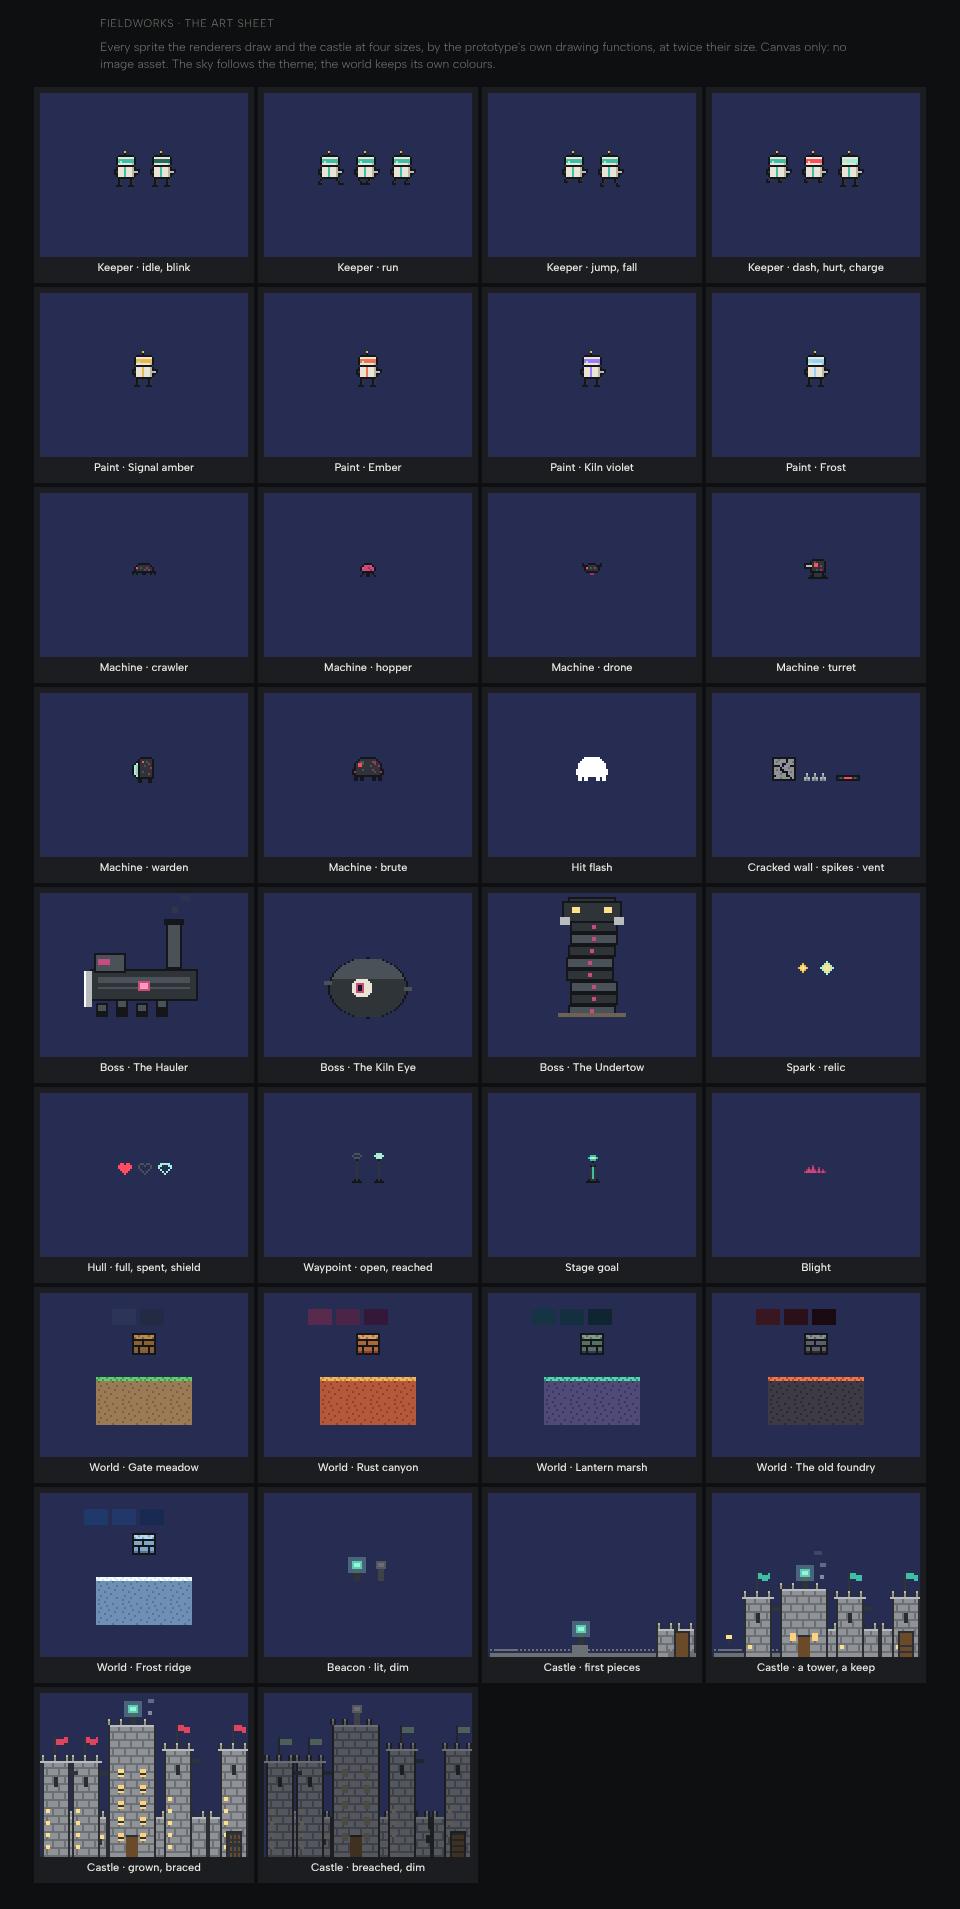 FIELDWORKS · THE ART SHEET
Every sprite the renderers draw and the castle at four sizes, by the prototype's own drawing functions, at twice their size. Canvas only: no
image asset. The sky follows the theme; the world keeps its own colours.
Keeper · idle, blink
Keeper · run
Keeper · jump, fall
Keeper · dash, hurt, charge
Paint · Signal amber
Paint · Ember
Paint · Kiln violet
Paint · Frost
Machine · crawler
Machine · hopper
Machine · drone
Machine · turret
Machine · warden
Machine · brute
Hit flash
Cracked wall · spikes · vent
Boss · The Hauler
Boss · The Kiln Eye
Boss · The Undertow
Spark · relic
Hull · full, spent, shield
Waypoint · open, reached
Stage goal
Blight
World · Gate meadow
World · Rust canyon
World · Lantern marsh
World · The old foundry
World · Frost ridge
Beacon · lit, dim
Castle · first pieces
Castle · a tower, a keep
Castle · grown, braced
Castle · breached, dim